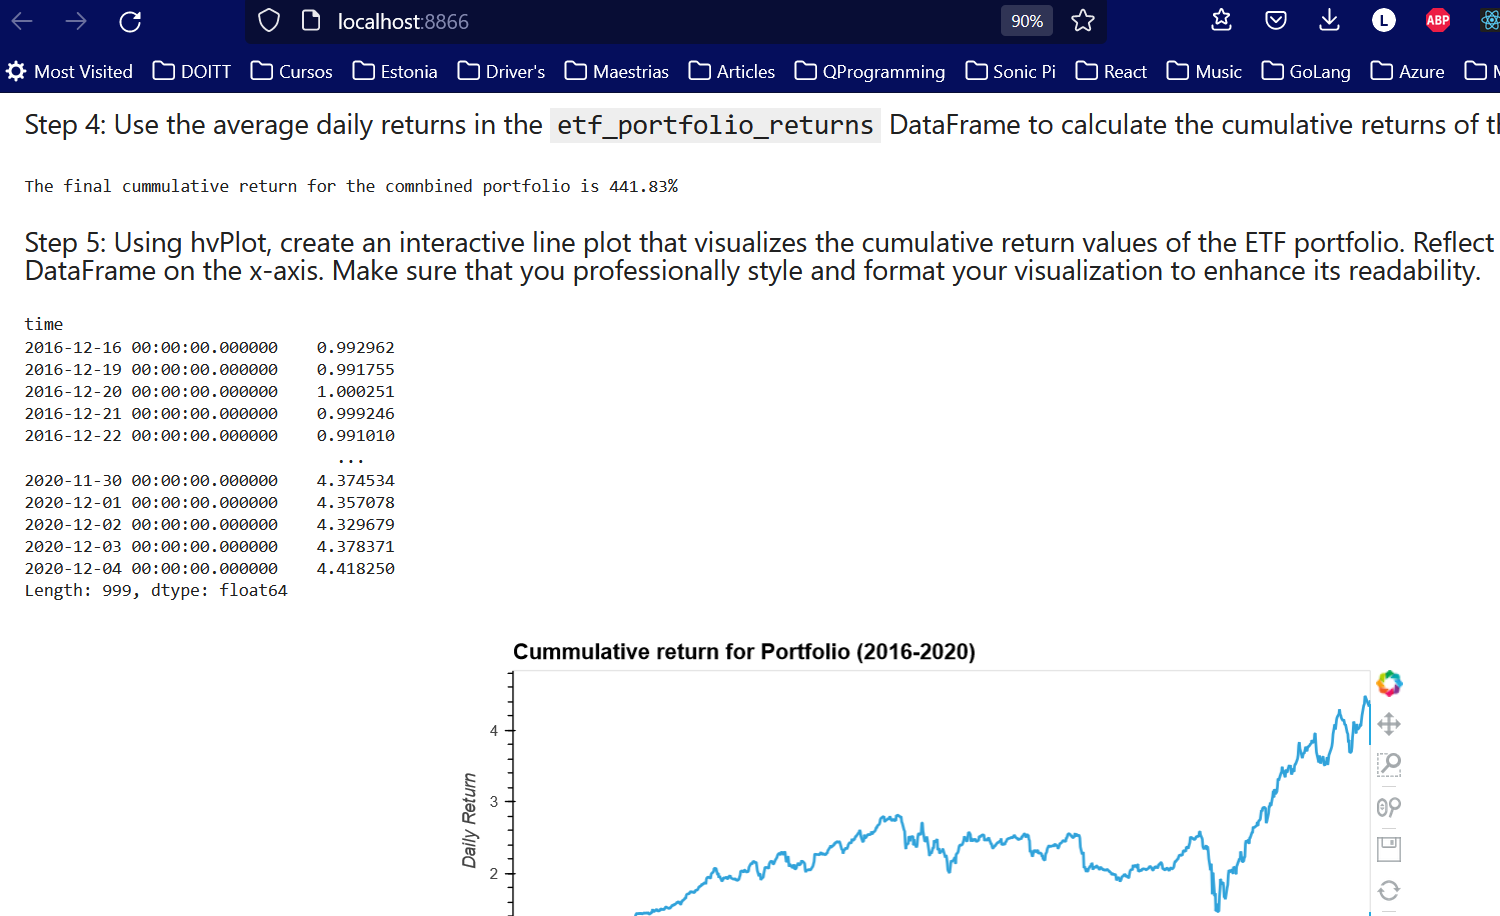 localhost:8866
90%
L
ABP
Most Visited DOITT Cursos Estonia Driver's Maestrias Articles QProgramming Sonic Pi React Music GoLang Azure
Step 4: Use the average daily returns in the etf_portfolio_returns DataFrame to calculate the cumulative returns of
The final cummulative return for the comnbined portfolio is 441.83%
Step 5: Using hvPlot, create an interactive line plot that visualizes the cumulative return values of the ETF portfolio. Reflect
DataFrame on the x-axis. Make sure that you professionally style and format your visualization to enhance its readability.
time
2016-12-16 00:00:00.000000 0.992962
2016-12-19 00:00:00.000000 0.991755
2016-12-20 00:00:00.000000 1.000251
2016-12-21 00:00:00.000000 0.999246
2016-12-22 00:00:00.000000 0.991010
...
2020-11-30 00:00:00.000000 4.374534
2020-12-01 00:00:00.000000 4.357078
2020-12-02 00:00:00.000000 4.329679
2020-12-03 00:00:00.000000 4.378371
2020-12-04 00:00:00.000000 4.418250
Length: 999, dtype: float64
Cummulative return for Portfolio (2016-2020)
4
3
2
Daily Return